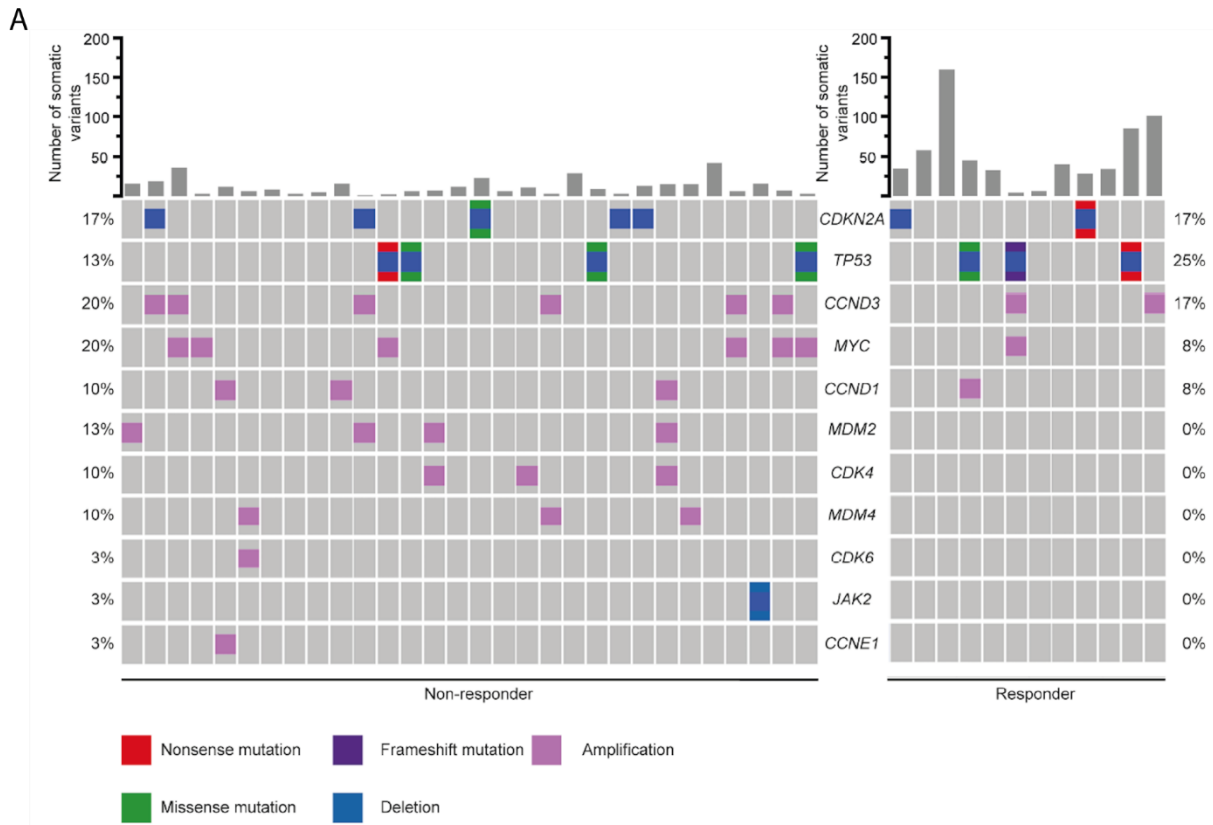 A
200
150
100
50
Number of somatic
variants
200
150
100
50
Number of somatic
variants
17% CDKN2A 17%
13% TP53 25%
20% CCND3 17%
20% MYC 8%
10% CCND1 8%
13% MDM2 0%
10% CDK4 0%
10% MDM4 0%
3% CDK6 0%
3% JAK2 0%
3% CCNE1 0%
Non-responder Responder
Nonsense mutation Frameshift mutation Amplification
Missense mutation Deletion